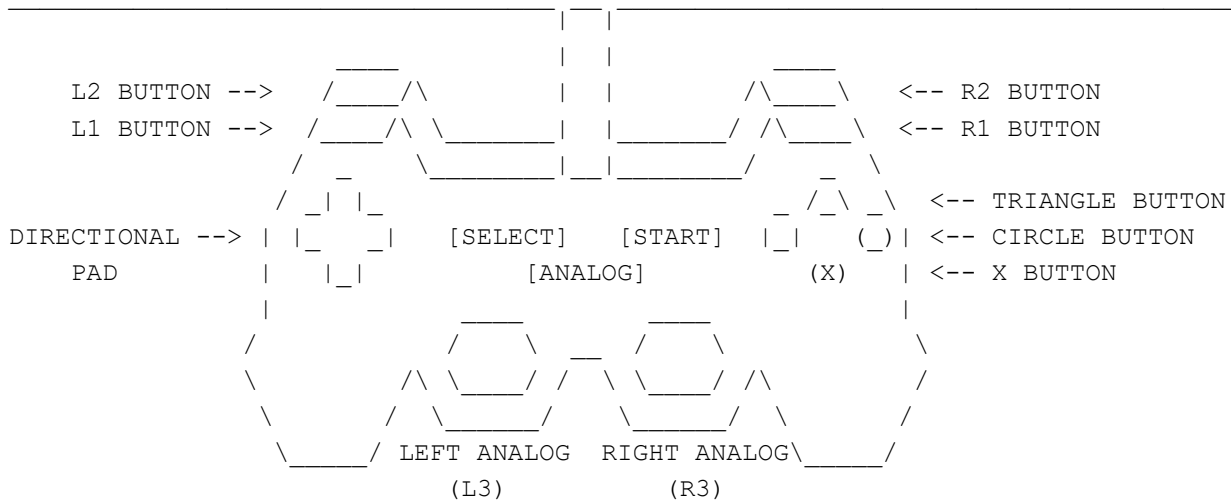 L2 BUTTON --> <-- R2 BUTTON
L1 BUTTON --> <-- R1 BUTTON
<-- TRIANGLE BUTTON
DIRECTIONAL --> [SELECT] [START] <-- CIRCLE BUTTON
PAD [ANALOG] (X) <-- X BUTTON
LEFT ANALOG RIGHT ANALOG
(L3) (R3)